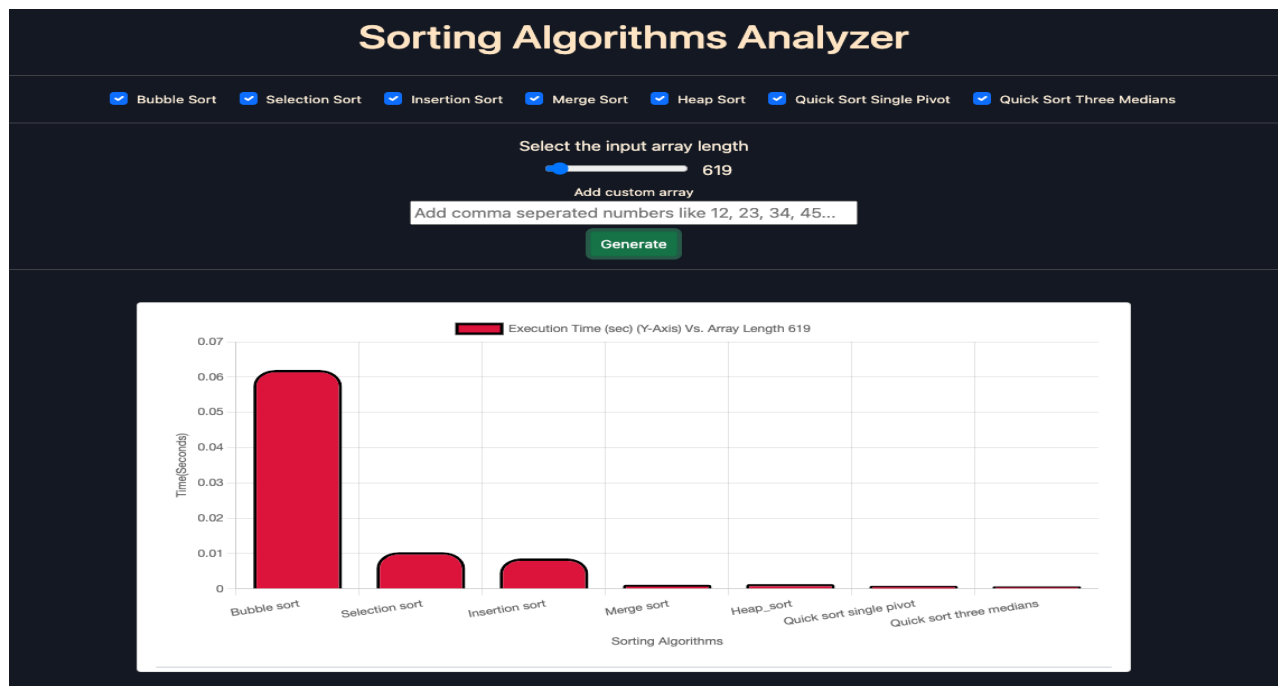 Sorting Algorithms Analyzer
Bubble Sort Selection Sort Insertion Sort Merge Sort Heap Sort Quick Sort Single Pivot Quick Sort Three Medians
Select the input array length
619
Add custom array
Add comma seperated numbers like 12, 23, 34, 45...
Generate
Execution Time (sec) (Y-Axis) Vs. Array Length 619
0.07
0.06
0.05
0.04
0.03
0.02
0.01
0
Time(Seconds)
Bubble sort
Selection sort
Insertion sort
Merge sort
Heap_sort
Quick sort single pivot
Quick sort three medians
Sorting Algorithms